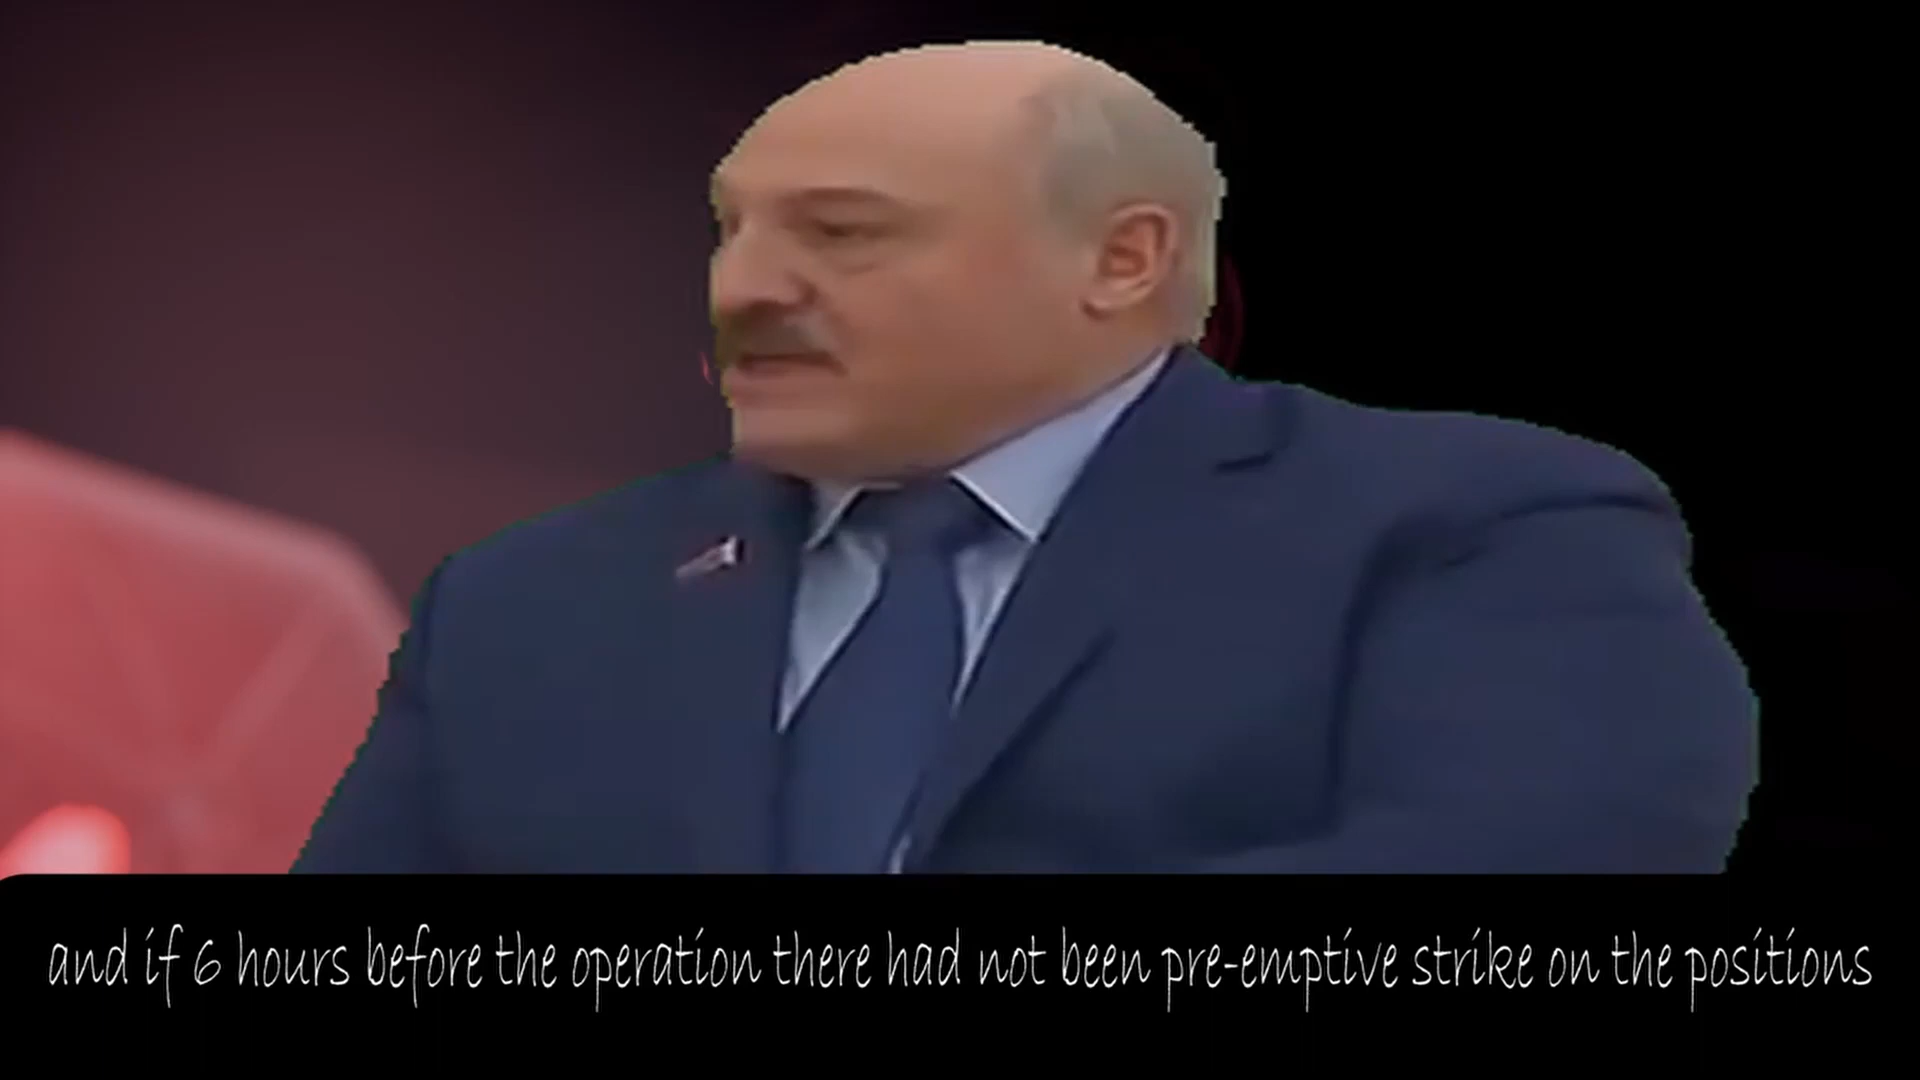 and if 6 hours before the operation there had not been pre-emptive strike on the positions